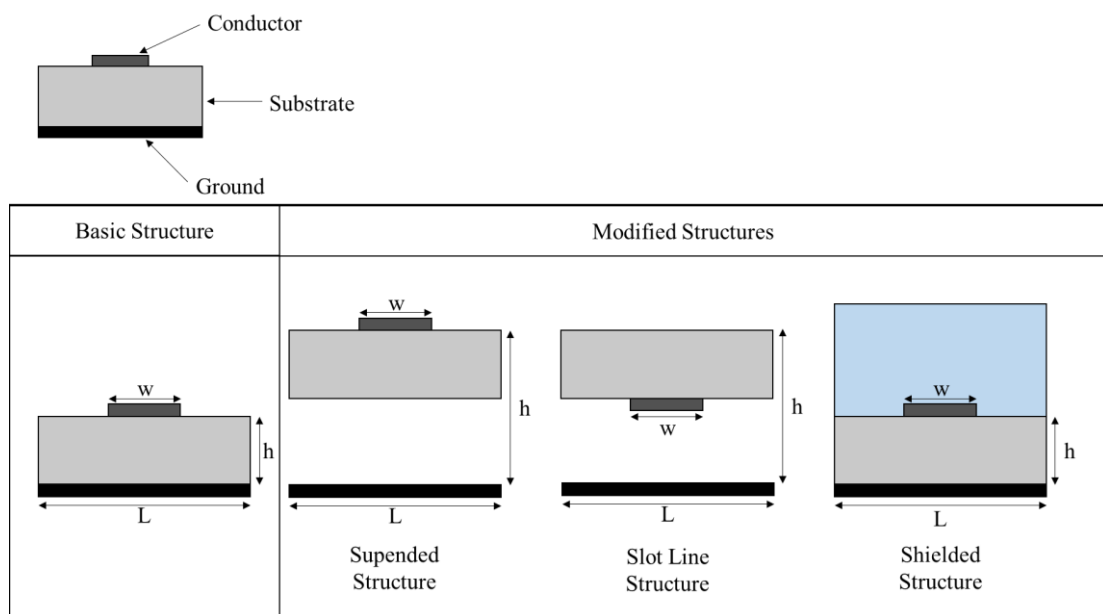 Conductor
Substrate
Ground
Basic Structure
Modified Structures
w
h
L
w
h
L
Supended
Structure
w
h
L
Slot Line
Structure
w
h
L
Shielded
Structure